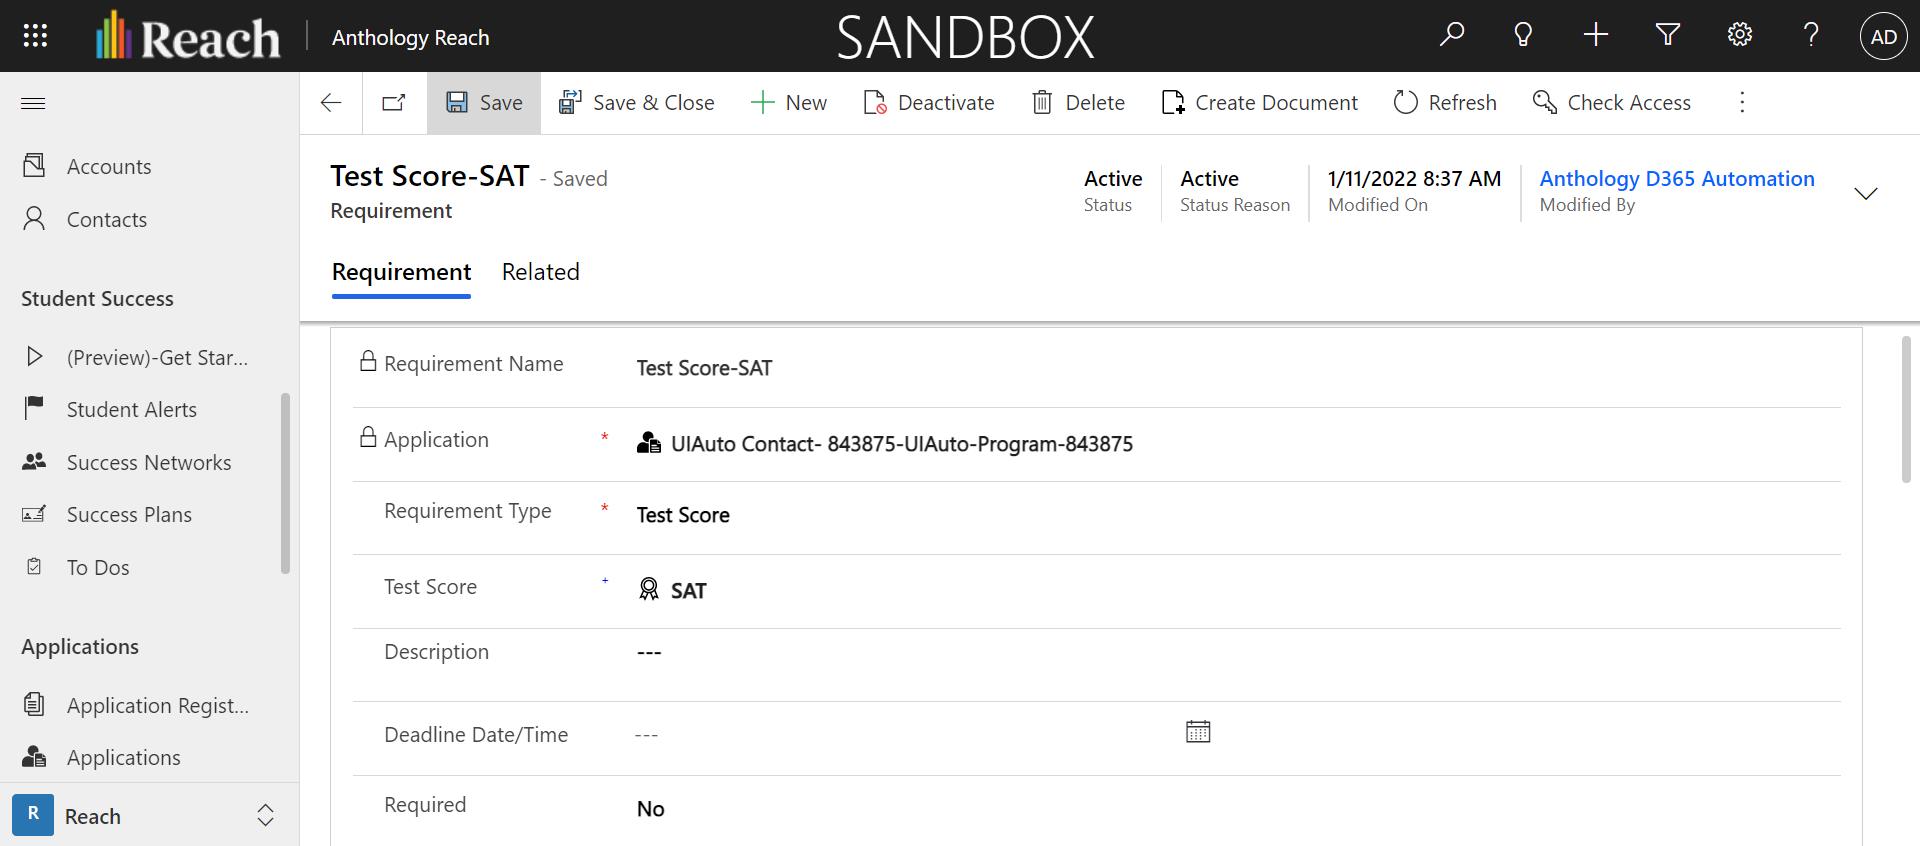 Reach
Anthology Reach
SANDBOX
AD
Save
Save & Close
New
Deactivate
Delete
Create Document
Refresh
Check Access
Accounts
Contacts
Student Success
(Preview)-Get Star...
Student Alerts
Success Networks
Success Plans
To Dos
Applications
Application Regist...
Applications
R
Reach
Test Score-SAT - Saved
Requirement
Active
Status
Active
Status Reason
1/11/2022 8:37 AM
Modified On
Anthology D365 Automation
Modified By
Requirement
Related
Requirement Name
Test Score-SAT
Application * UIAuto Contact- 843875-UIAuto-Program-843875
Requirement Type * Test Score
Test Score + SAT
Description ---
Deadline Date/Time ---
Required No